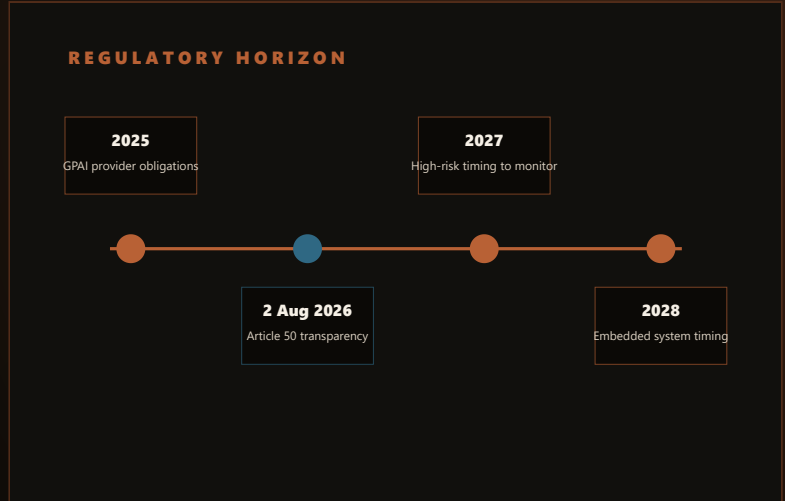 REGULATORY HORIZON
2025
GPAI provider obligations
2027
High-risk timing to monitor
2 Aug 2026
Article 50 transparency
2028
Embedded system timing